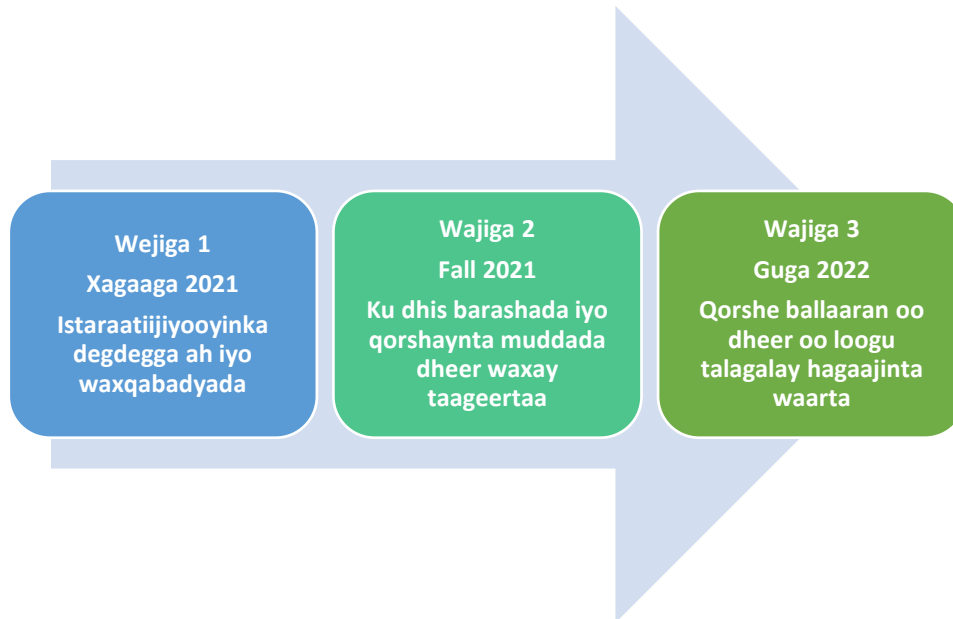 Wejiga 1
Xagaaga 2021
Istaraatiijiyooyinka
degdegga ah iyo
waxqabadyada
Wajiga 2
Fall 2021
Ku dhis barashada iyo
qorshaynta muddada
dheer waxay
taageertaa
Wajiga 3
Guga 2022
Qorshe ballaaran oo
dheer oo loogu
talagalay hagaajinta
waarta